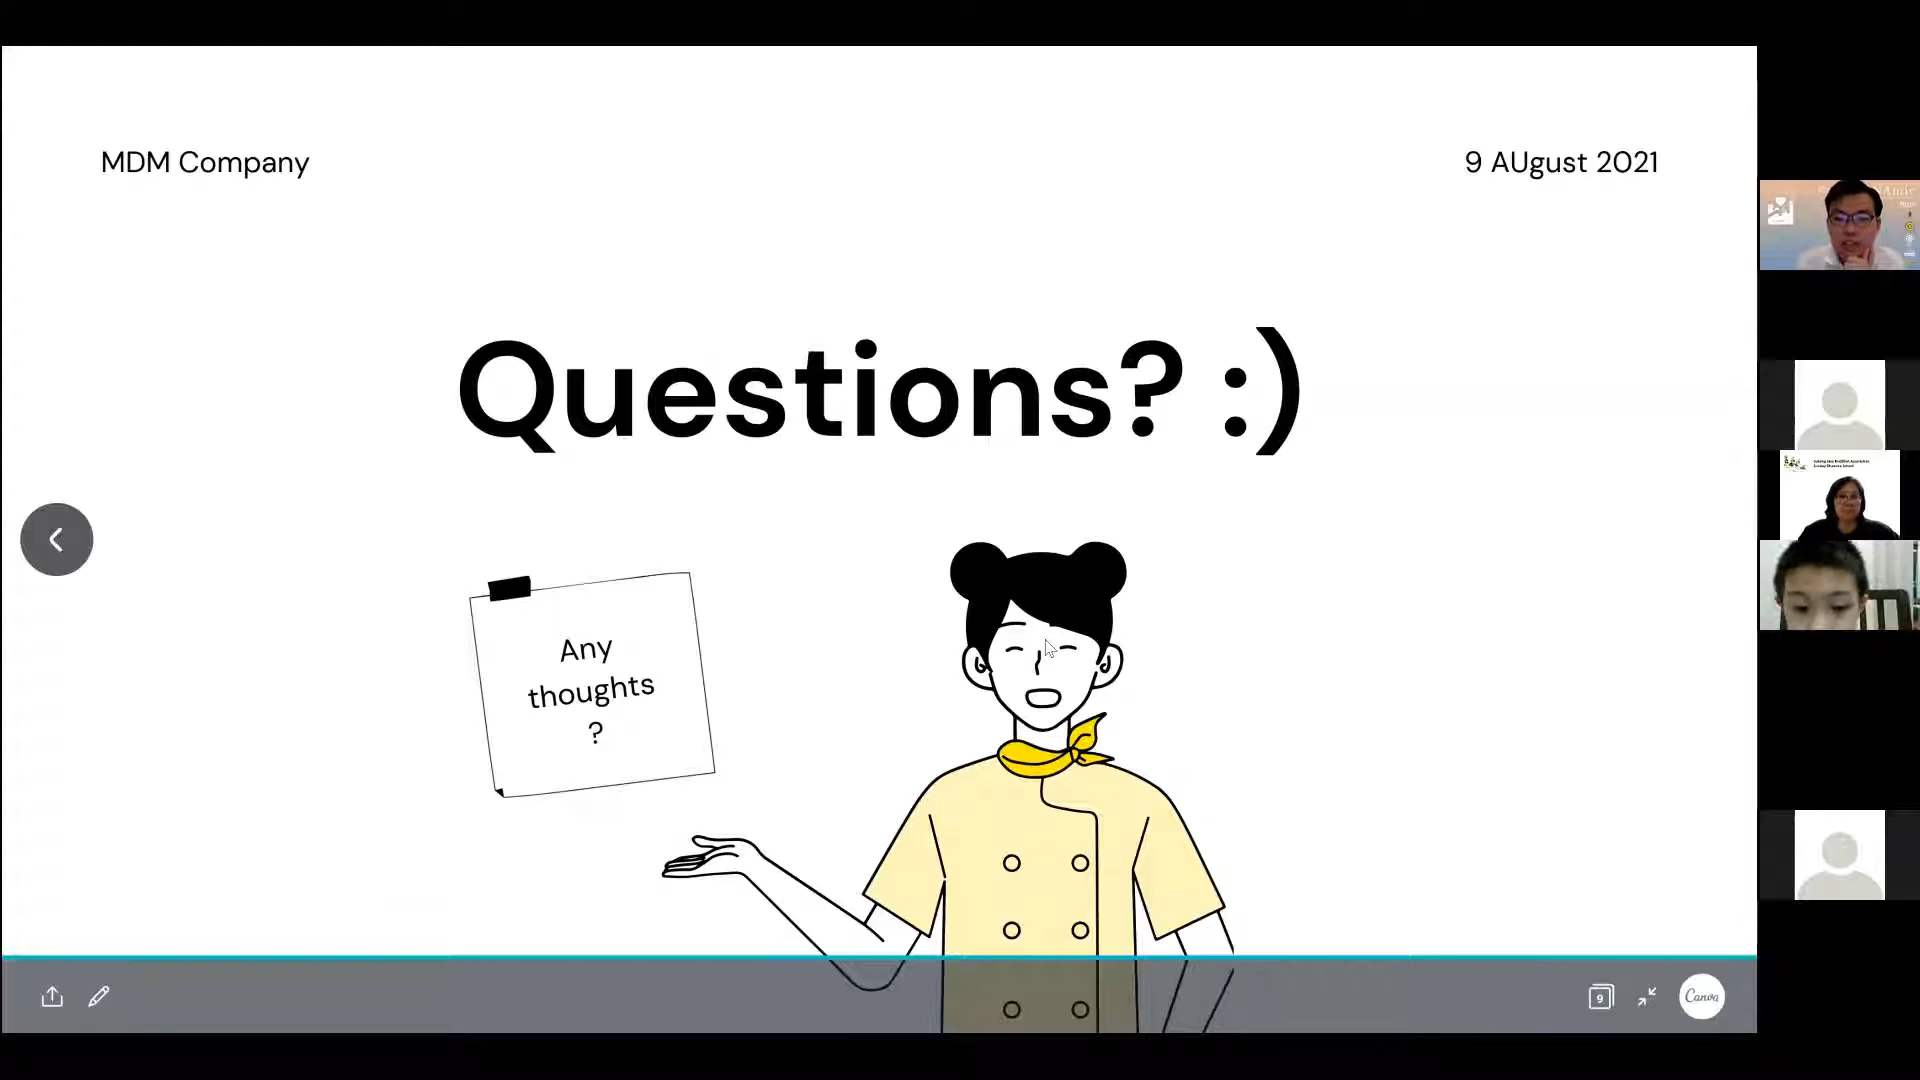 MDM Company
9 AUgust 2021
Questions? :)
Any
thoughts
?
9
Canva